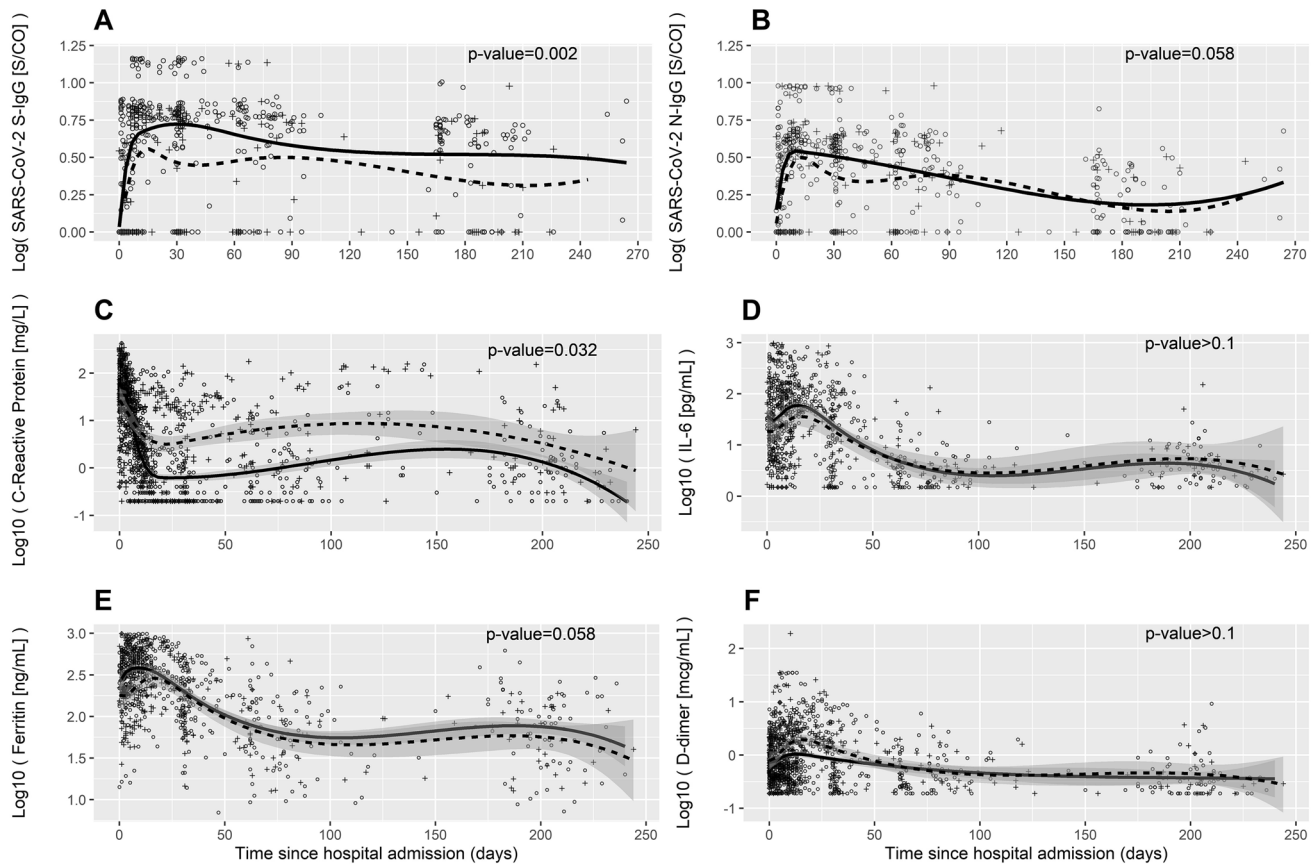 A
B
Log( SARS-CoV-2 S-IgG [S/CO]
1.25
1.00
0.75
0.50
0.25
0.00
p-value=0.002
0 30 60 90 120 150 180 210 240 270
Log( SARS-CoV-2 N-IgG [S/CO]
1.25
1.00
0.75
0.50
0.25
0.00
p-value=0.058
0 30 60 90 120 150 180 210 240 270
C
D
Log10 ( C-Reactive Protein [mg/L] )
2
1
0
-1
p-value=0.032
0 50 100 150 200 250
Log10 ( IL-6 [pg/mL] )
3
2
1
0
p-value>0.1
0 50 100 150 200 250
E
F
Log10 ( Ferritin [ng/mL] )
3.0
2.5
2.0
1.5
1.0
p-value=0.058
0 50 100 150 200 250
Time since hospital admission (days)
Log10 ( D-dimer [mcg/mL] )
2
1
0
-1
p-value>0.1
0 50 100 150 200 250
Time since hospital admission (days)